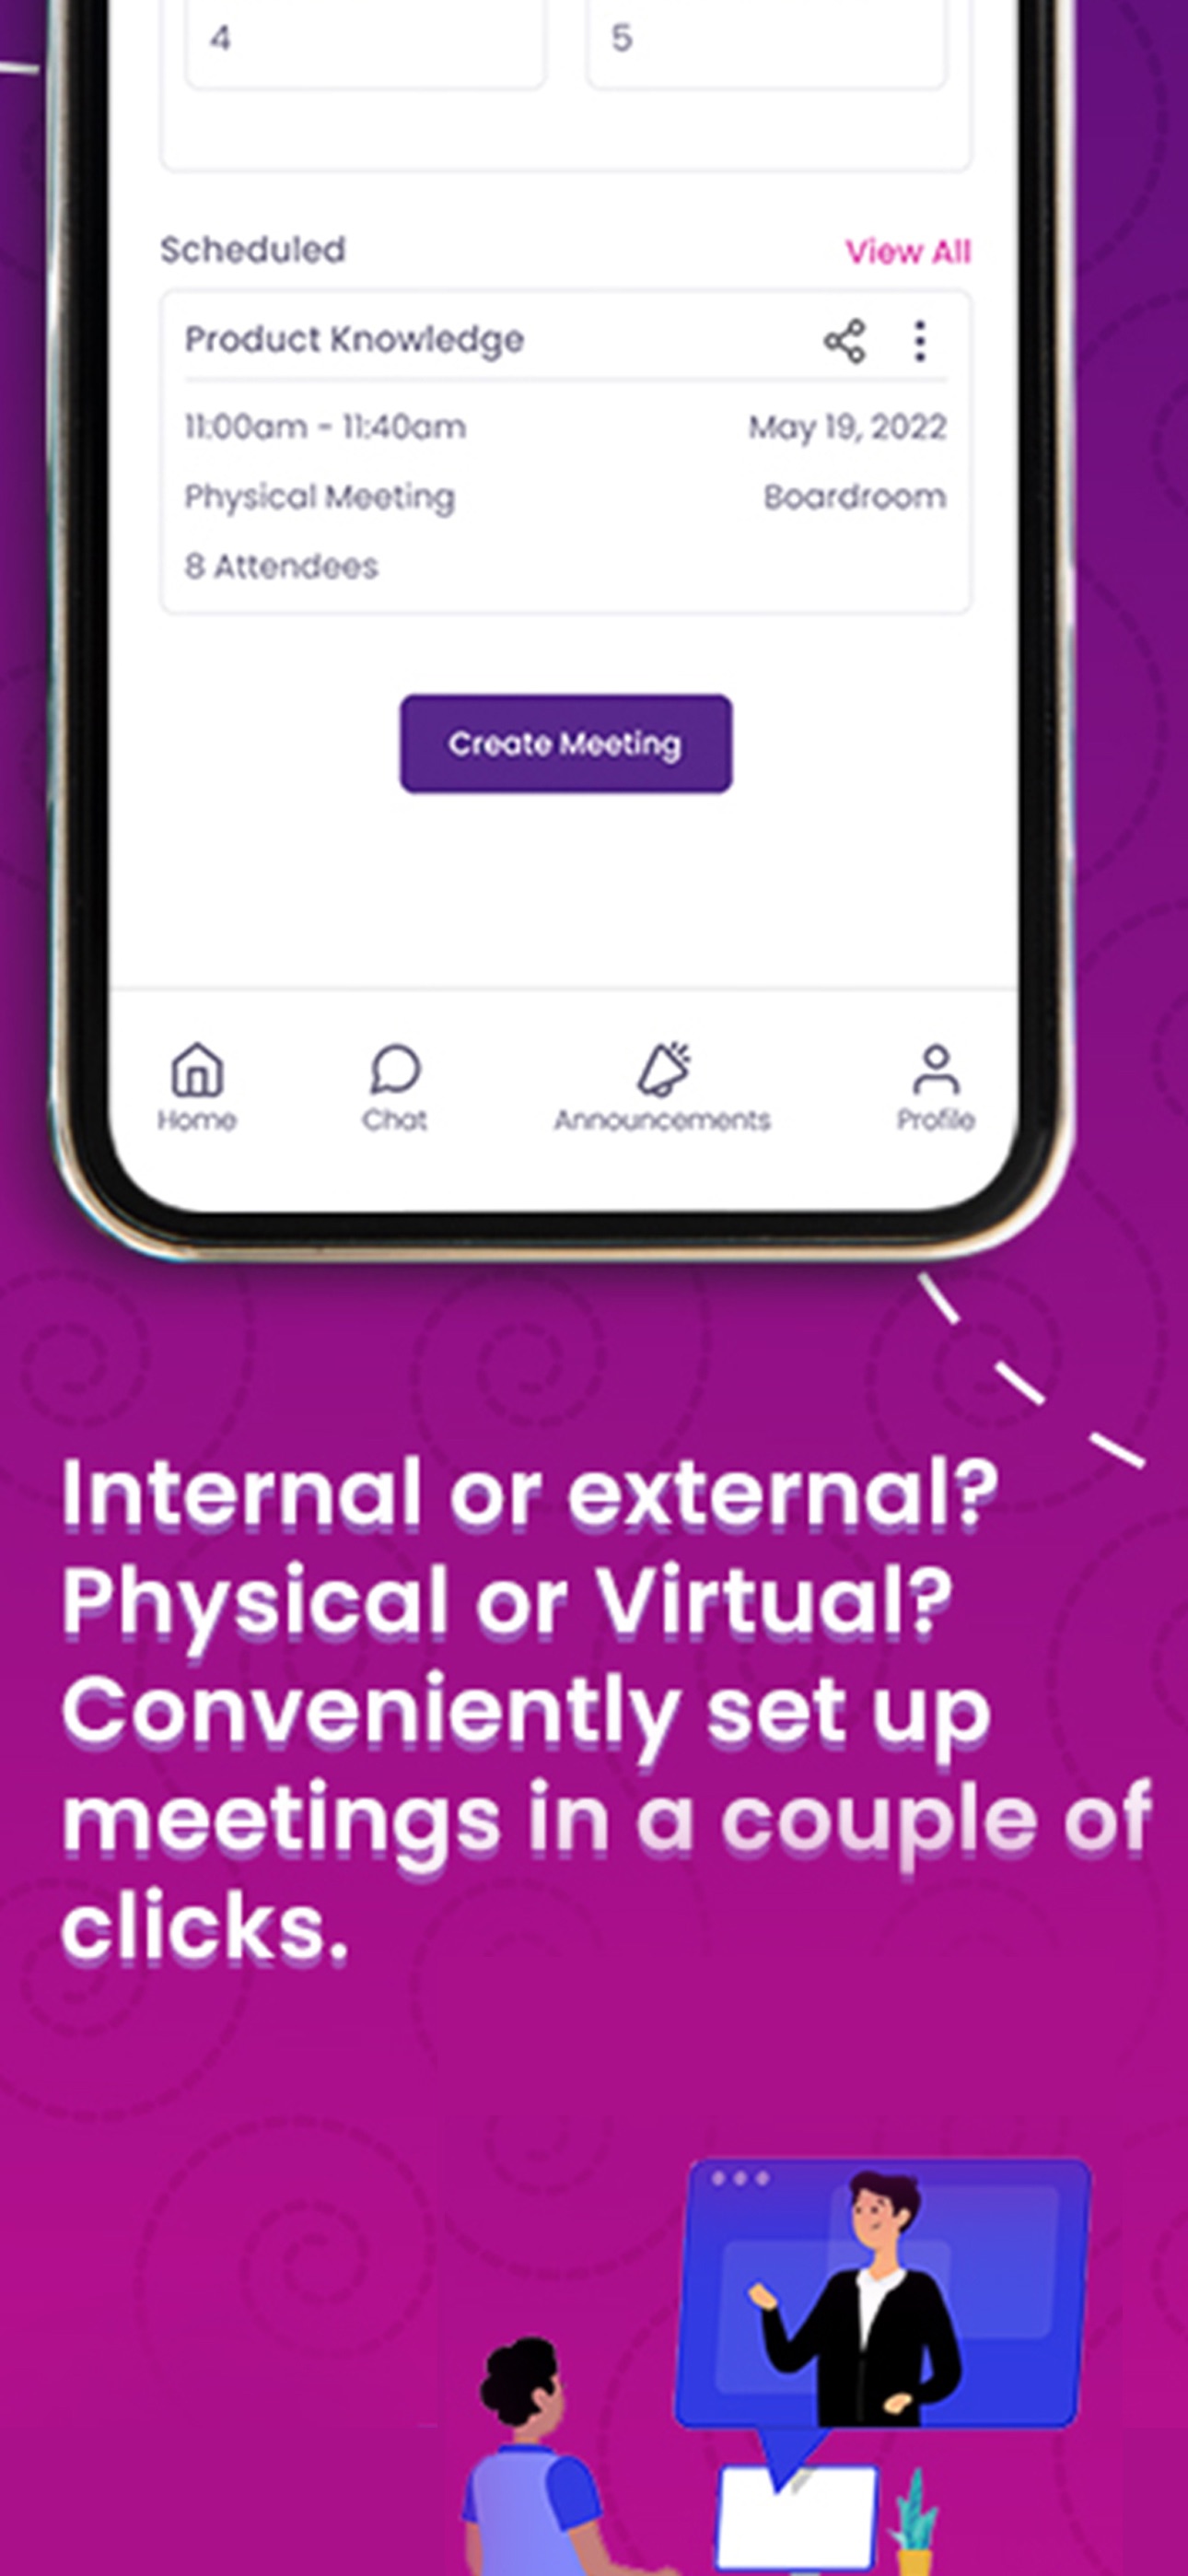 4 5
Scheduled View All
Product Knowledge
11:00am - 11:40am May 19, 2022
Physical Meeting Boardroom
8 Attendees
Create Meeting
Home Chat Announcements Profile
Internal or external?
Physical or Virtual?
Conveniently set up
meetings in a couple of
clicks.